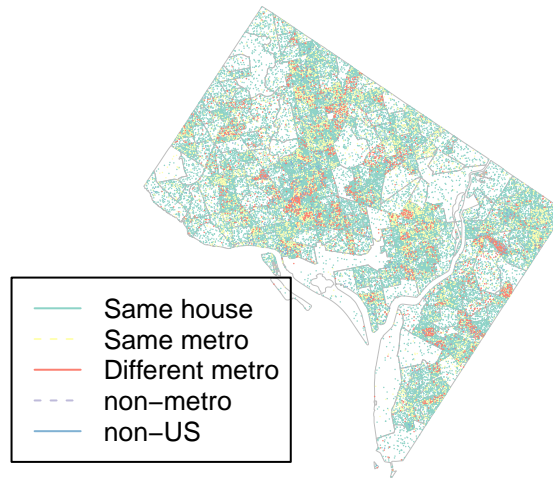 Same house
Same metro
Different metro
non−metro
non−US